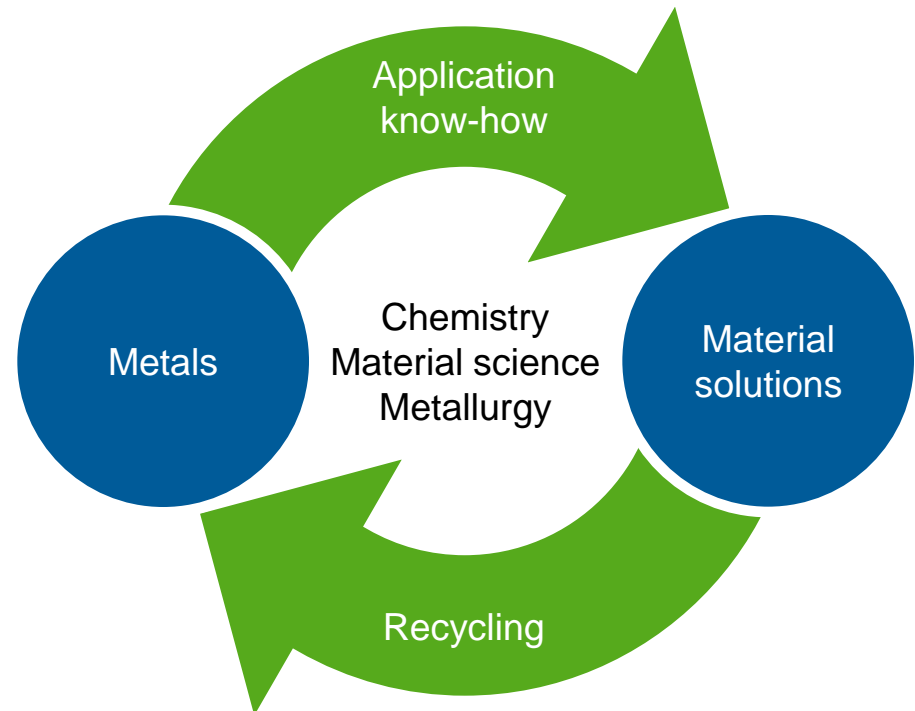 Application
know-how
Metals
Chemistry
Material science
Metallurgy
Material
solutions
Recycling